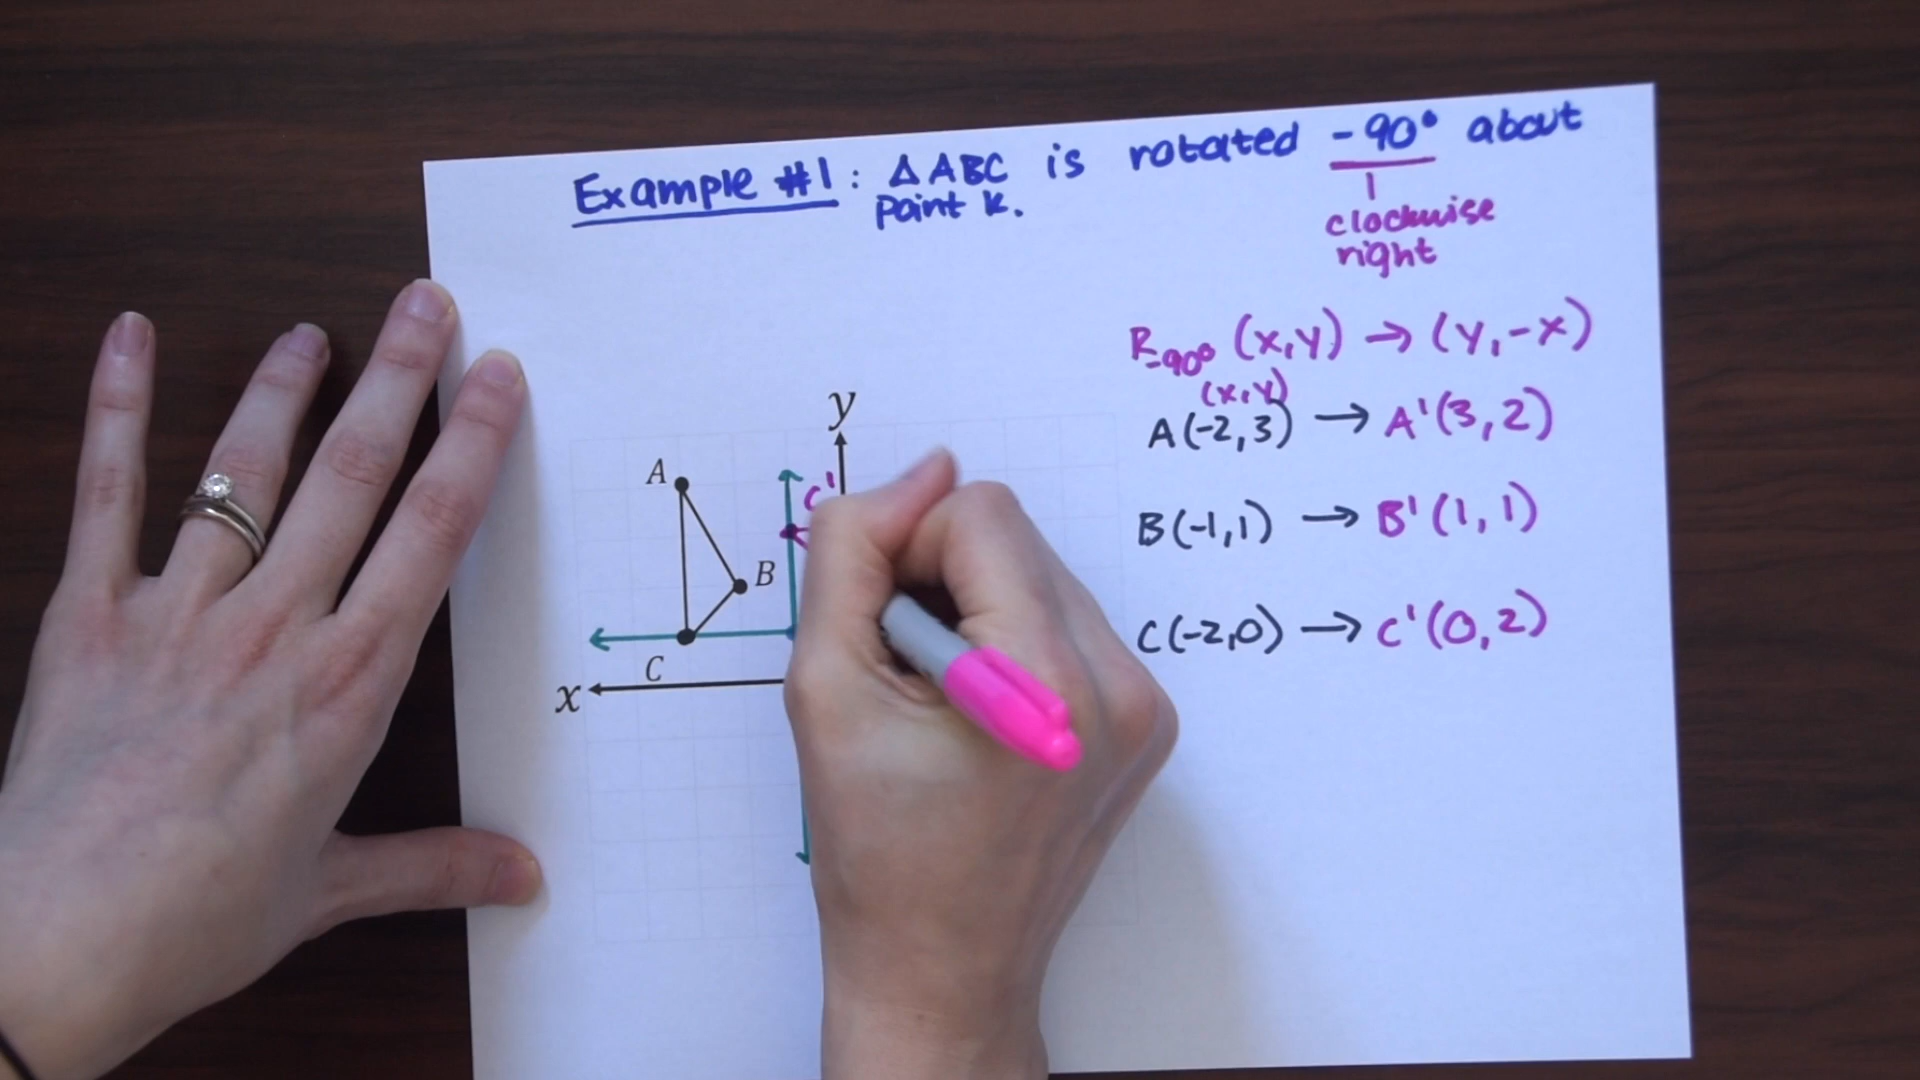 Example #1: △ABC is rotated -90° about
point k.
clockwise
right
R-90° (x,y) → (y,-x)
(x,y)
A(-2,3) → A'(3,2)
B(-1,1) → B'(1,1)
C(-2,0) → C'(0,2)
y
A
C'
B
C
x